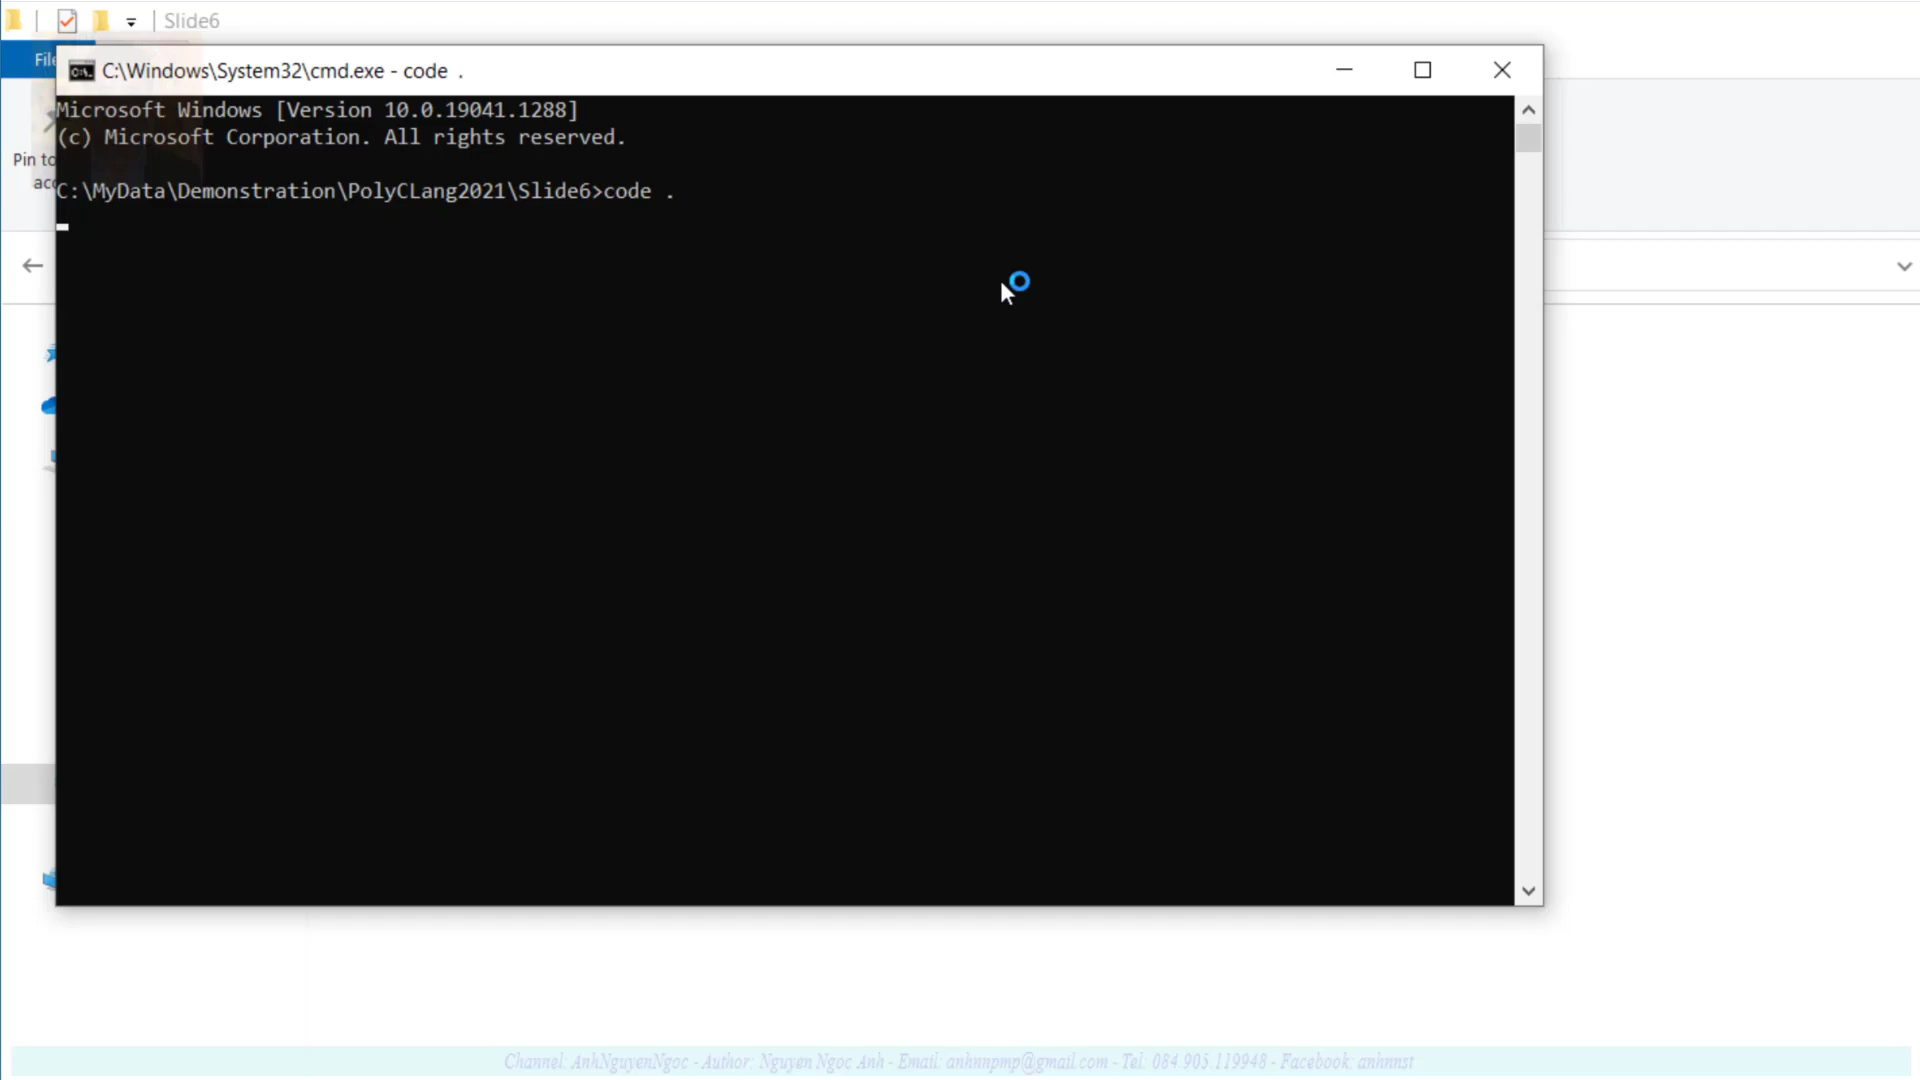 Slide6
File
C:\Windows\System32\cmd.exe - code  .
Microsoft Windows [Version 10.0.19041.1288]
(c) Microsoft Corporation. All rights reserved.
Pin to
C:\MyData\Demonstration\PolyCLang2021\Slide6>code .
Channel: AnhNguyenNgoc - Author: Nguyen Ngoc Anh - Email: anhnnpmp@gmail.com - Tel: 084.905.119948 - Facebook: anhnnst